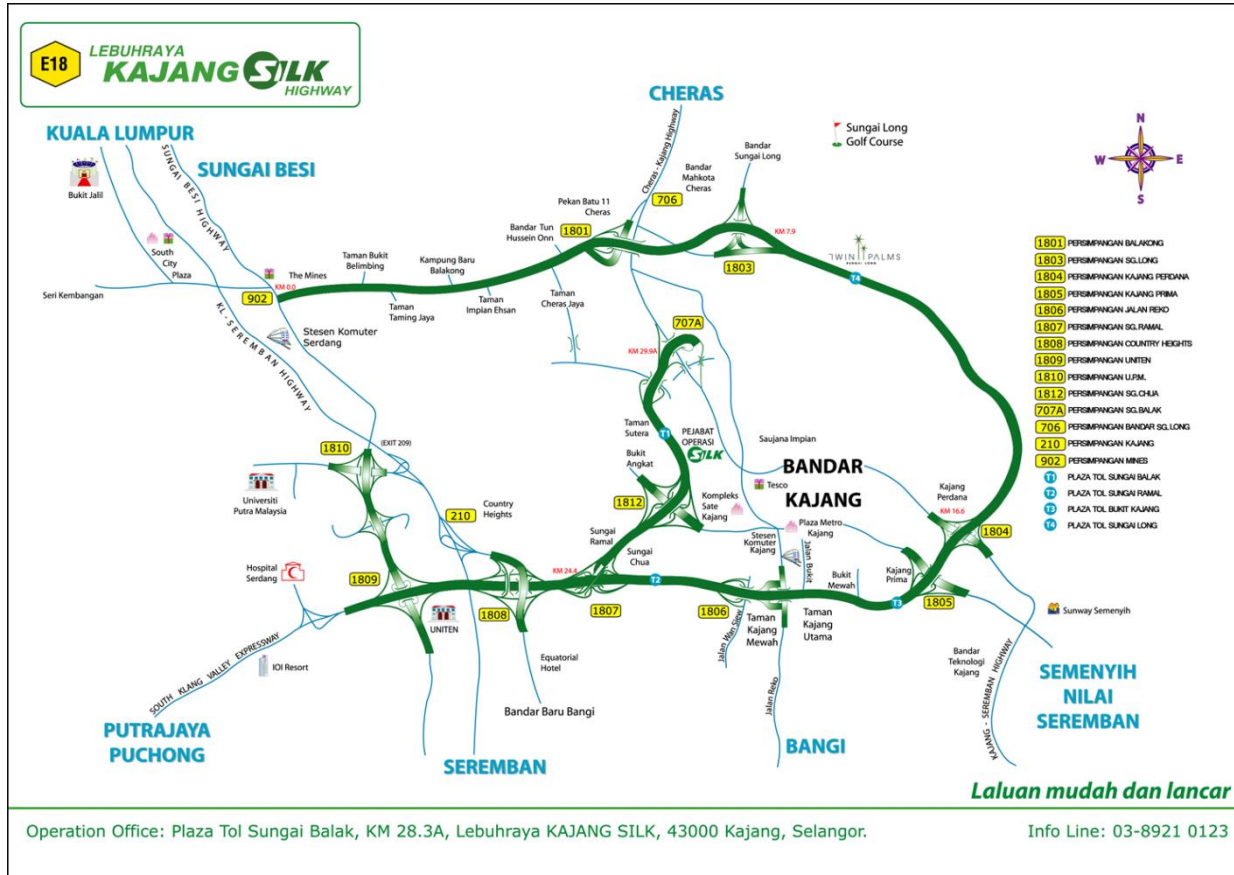 E18
LEBUHRAYA
KAJANG SILK
HIGHWAY
KUALA LUMPUR
SUNGAI BESI
CHERAS
SUNGAI BESI HIGHWAY
Cheras - Kajang Highway
Sungai Long
Golf Course
N
W
E
S
Bukit Jalil
Bandar
Sungai Long
Bandar
Mahkota
Cheras
706
Pekan Batu 11
Cheras
Bandar Tun
Hussein Onn
1801
KM 7.9
1803
TWIN PALMS
SUNGAI LONG
T4
South
City
Plaza
Seri Kembangan
The Mines
KM 0.0
902
Taman Bukit
Belimbing
Kampung Baru
Balakong
Taman
Taming Jaya
Taman
Impian Ehsan
Taman
Cheras Jaya
Stesen Komuter
Serdang
KL-SEREMBAN HIGHWAY
707A
KM 29.9A
1801 PERSIMPANGAN BALAKONG
1803 PERSIMPANGAN SG.LONG
1804 PERSIMPANGAN KAJANG PERDANA
1805 PERSIMPANGAN KAJANG PRIMA
1806 PERSIMPANGAN JALAN REKO
1807 PERSIMPANGAN SG.RAMAL
1808 PERSIMPANGAN COUNTRY HEIGHTS
1809 PERSIMPANGAN UNITEN
1810 PERSIMPANGAN U.P.M.
1812 PERSIMPANGAN SG.CHUA
707A PERSIMPANGAN SG.BALAK
706 PERSIMPANGAN BANDAR SG.LONG
210 PERSIMPANGAN KAJANG
902 PERSIMPANGAN MINES
T1 PLAZA TOL SUNGAI BALAK
T2 PLAZA TOL SUNGAI RAMAL
T3 PLAZA TOL BUKIT KAJANG
T4 PLAZA TOL SUNGAI LONG
Taman
Sutera
T1
PEJABAT
OPERASI
SILK
(EXIT 209)
1810
Bukit
Angkat
Saujana Impian
BANDAR
KAJANG
Tesco
Universiti
Putra Malaysia
210
Country
Heights
1812
Kompleks
Sate
Kajang
Plaza Metro
Kajang
Kajang
Perdana
KM 16.6
1804
Sungai
Ramal
Sungai
Chua
Stesen
Komuter
Kajang
Jalan Bukit
Hospital
Serdang
1809
KM 24.4
T2
Bukit
Mewah
Kajang
Prima
T3
1805
UNITEN
1808
1807
1806
Taman
Kajang
Mewah
Taman
Kajang
Utama
Jalan Wan Siew
Sunway Semenyih
SOUTH KLANG VALLEY EXPRESSWAY
IOI Resort
Equatorial
Hotel
Bandar Baru Bangi
Jalan Reko
Bandar
Teknologi
Kajang
KAJANG - SEREMBAN HIGHWAY
SEMENYIH
NILAI
SEREMBAN
PUTRAJAYA
PUCHONG
SEREMBAN
BANGI
Laluan mudah dan lancar
Operation Office: Plaza Tol Sungai Balak, KM 28.3A, Lebuhraya KAJANG SILK, 43000 Kajang, Selangor.
Info Line: 03-8921 0123